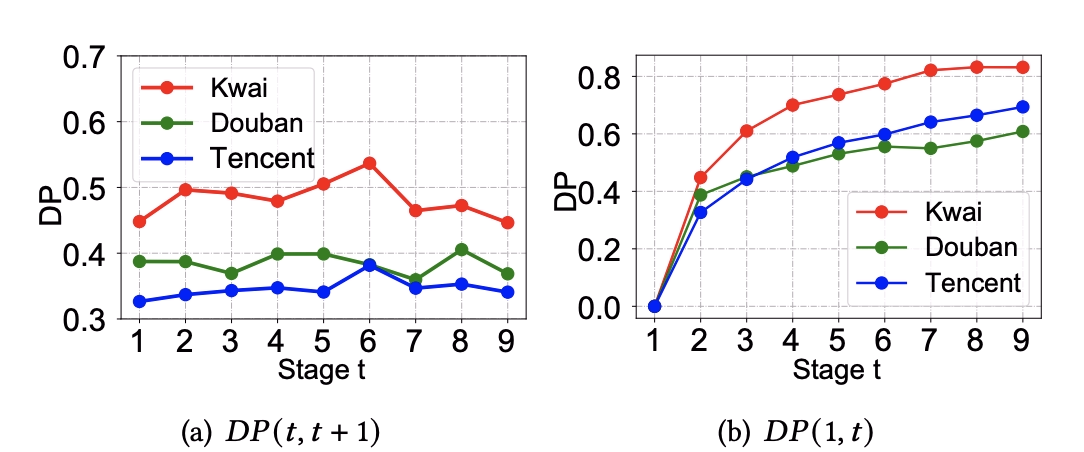 0.7
0.6
0.5
0.4
0.3
DP
Kwai
Douban
Tencent
1 2 3 4 5 6 7 8 9
Stage t
(a) DP(t, t + 1)
0.8
0.6
0.4
0.2
0.0
DP
Kwai
Douban
Tencent
1 2 3 4 5 6 7 8 9
Stage t
(b) DP(1, t)